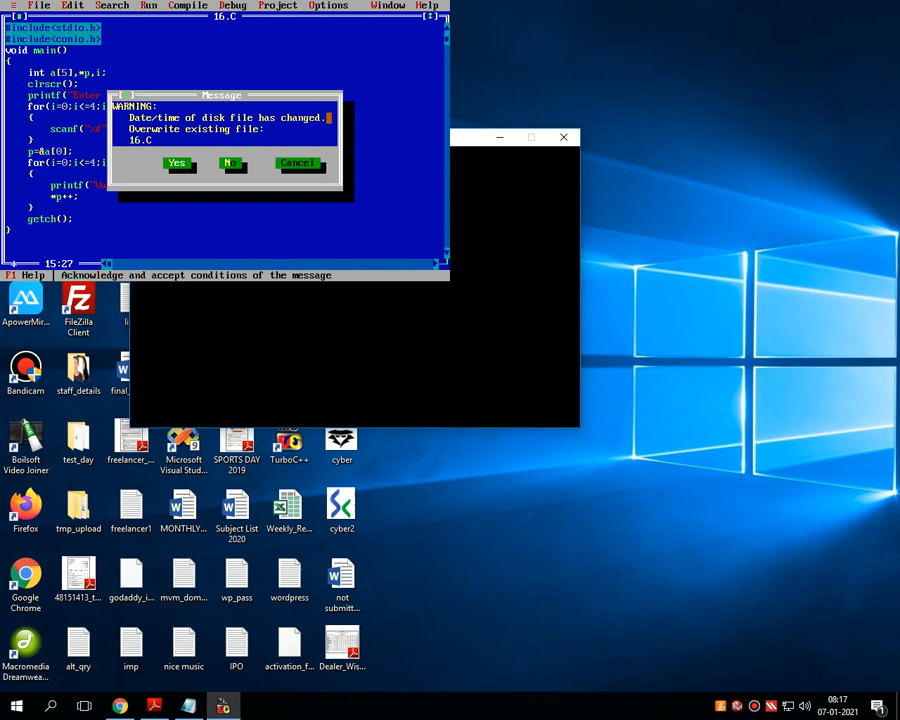 ≡ File Edit Search Run Compile Debug Project Options Window Help
16.C
#include<stdio.h>
#include<conio.h>
void main()
{
int a[5],*p,i;
clrscr();
printf("Enter
for(i=0;i<=4;i
{
scanf("%d"
}
p=&a[0];
for(i=0;i<=4;i
{
printf("Va
*p++;
}
getch();
}
15:27
Message
WARNING:
Date/time of disk file has changed.
Overwrite existing file:
16.C
Yes No Cancel
F1 Help | Acknowledge and accept conditions of the message
ApowerMir...
FileZilla
Client
li
Bandicam
staff_details
final_
Boilsoft
Video Joiner
test_day
freelancer_...
Microsoft
Visual Stud...
SPORTS DAY
2019
TurboC++
cyber
Firefox
tmp_upload
freelancer1
MONTHLY...
Subject List
2020
Weekly_Re...
cyber2
Google
Chrome
48151413_t...
godaddy_i...
mvm_dom...
wp_pass
wordpress
not
submitt...
Macromedia
Dreamwea...
alt_qry
imp
nice music
IPO
activation_f...
Dealer_Wis...
08:17
07-01-2021
1